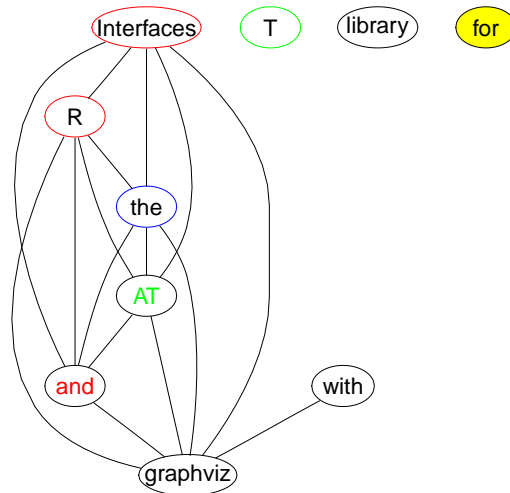 Interfaces T library for
R
the
AT
and with
graphviz